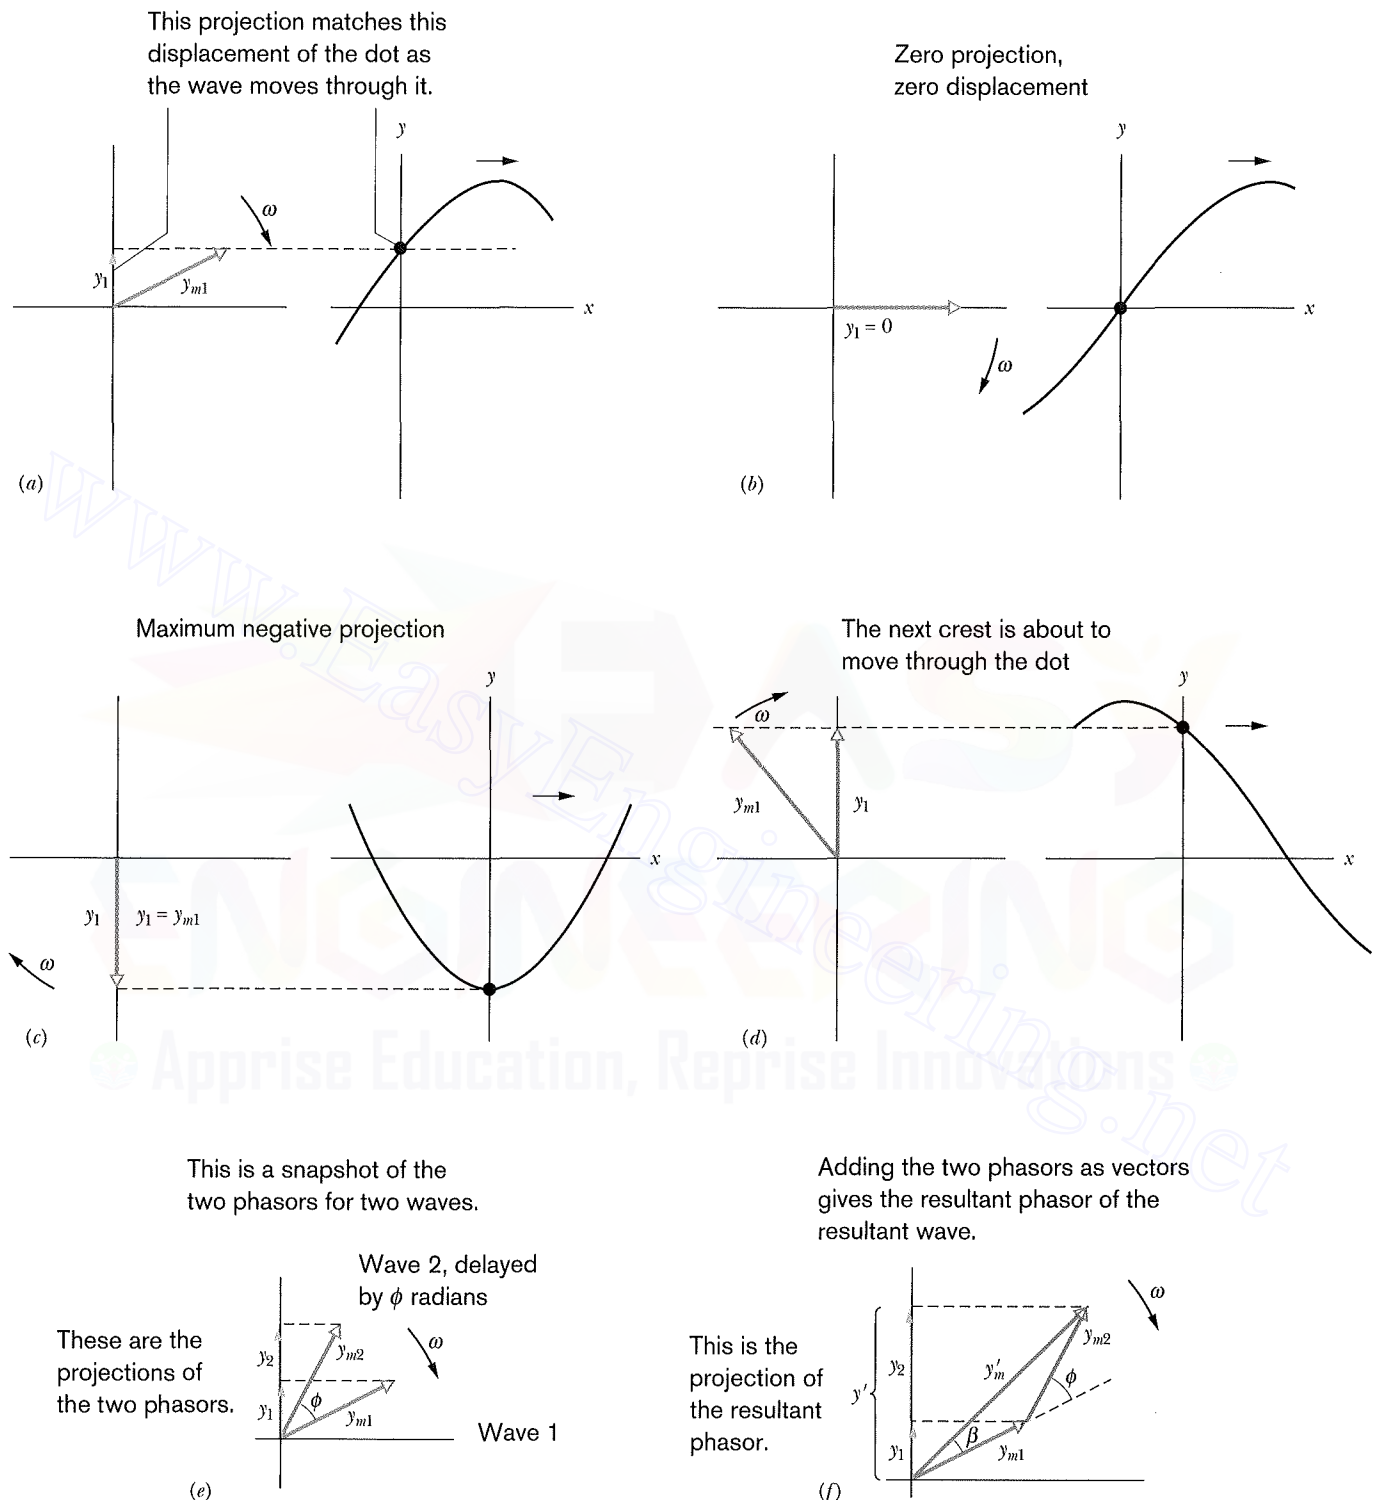 This projection matches this
displacement of the dot as
the wave moves through it.
y
ω
y1
ym1
x
(a)
Zero projection,
zero displacement
y
x
y1 = 0
ω
(b)
Maximum negative projection
y
x
y1
y1 = ym1
ω
(c)
The next crest is about to
move through the dot
y
ω
ym1
y1
x
(d)
www.EasyEngineering.net
EASY
ENGINEERING
Apprise Education, Reprise Innovations
This is a snapshot of the
two phasors for two waves.
Wave 2, delayed
by ϕ radians
These are the
projections of
the two phasors.
ω
y2
ym2
y1
ϕ
ym1
Wave 1
(e)
Adding the two phasors as vectors
gives the resultant phasor of the
resultant wave.
ω
This is the
projection of
the resultant
phasor.
y′
y2
y′m
ym2
ϕ
y1
β
ym1
(f)